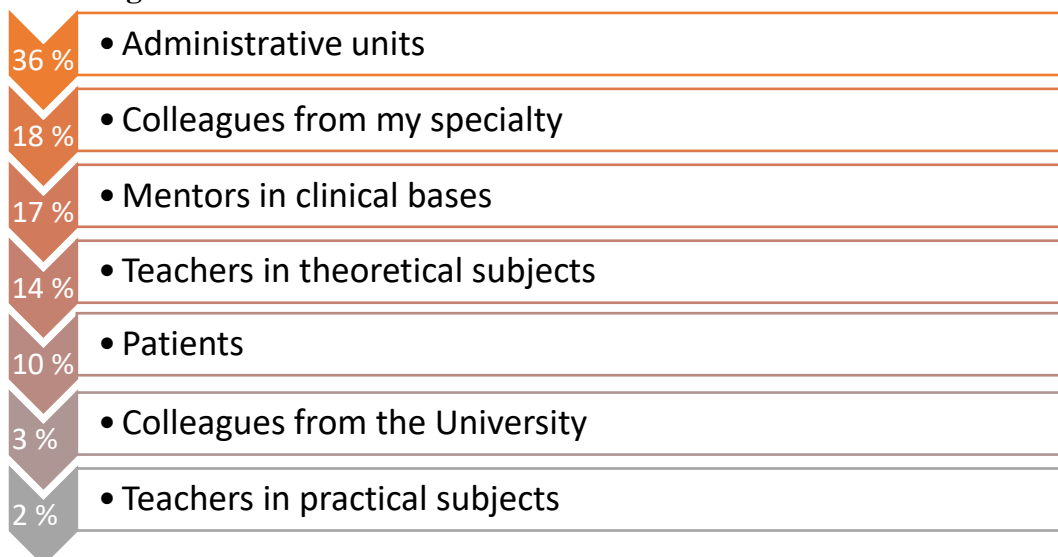 36 %
• Administrative units
18 %
• Colleagues from my specialty
17 %
• Mentors in clinical bases
14 %
• Teachers in theoretical subjects
10 %
• Patients
3 %
• Colleagues from the University
2 %
• Teachers in practical subjects